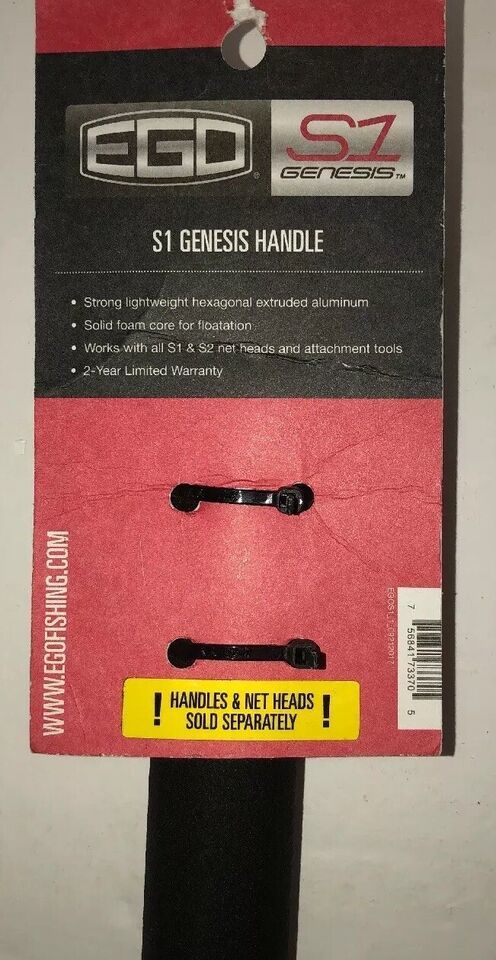 EGO
®
S1
GENESIS™
S1 GENESIS HANDLE
• Strong lightweight hexagonal extruded aluminum
• Solid foam core for floatation
• Works with all S1 & S2 net heads and attachment tools
• 2-Year Limited Warranty
WWW.EGOFISHING.COM
! HANDLES & NET HEADS !
SOLD SEPARATELY
7 56841 73370 5